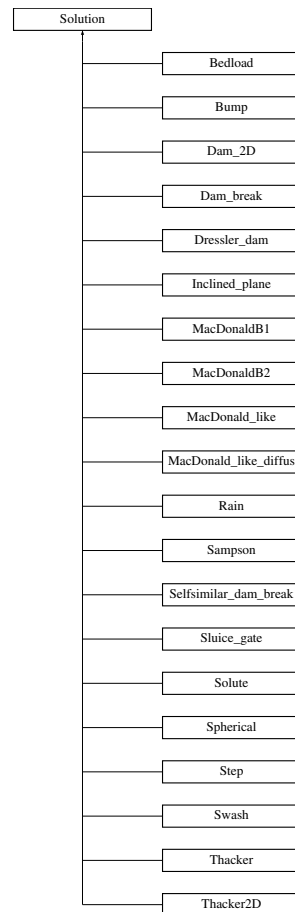 Solution
Bedload
Bump
Dam_2D
Dam_break
Dressler_dam
Inclined_plane
MacDonaldB1
MacDonaldB2
MacDonald_like
MacDonald_like_diffus
Rain
Sampson
Selfsimilar_dam_break
Sluice_gate
Solute
Spherical
Step
Swash
Thacker
Thacker2D